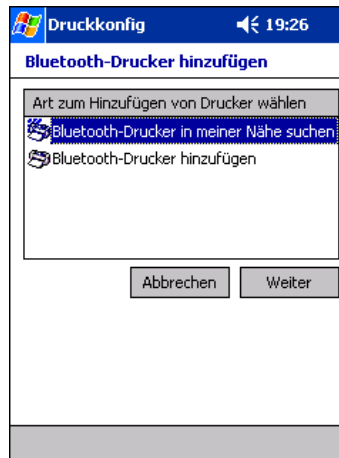 Druckkonfig 19:26
Bluetooth-Drucker hinzufügen
Art zum Hinzufügen von Drucker wählen
Bluetooth-Drucker in meiner Nähe suchen
Bluetooth-Drucker hinzufügen
Abbrechen Weiter